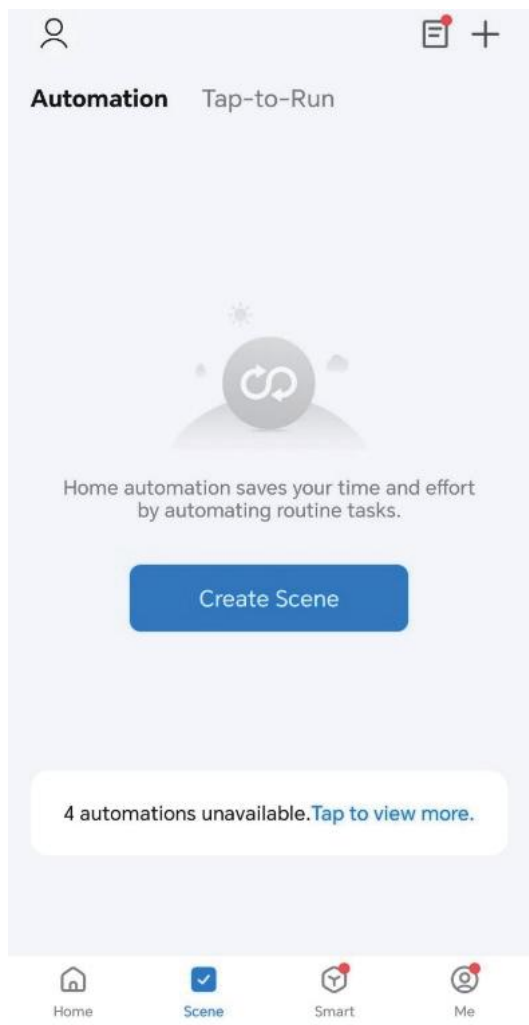 Automation Tap-to-Run
Home automation saves your time and effort
by automating routine tasks.
Create Scene
4 automations unavailable.Tap to view more.
Home Scene Smart Me